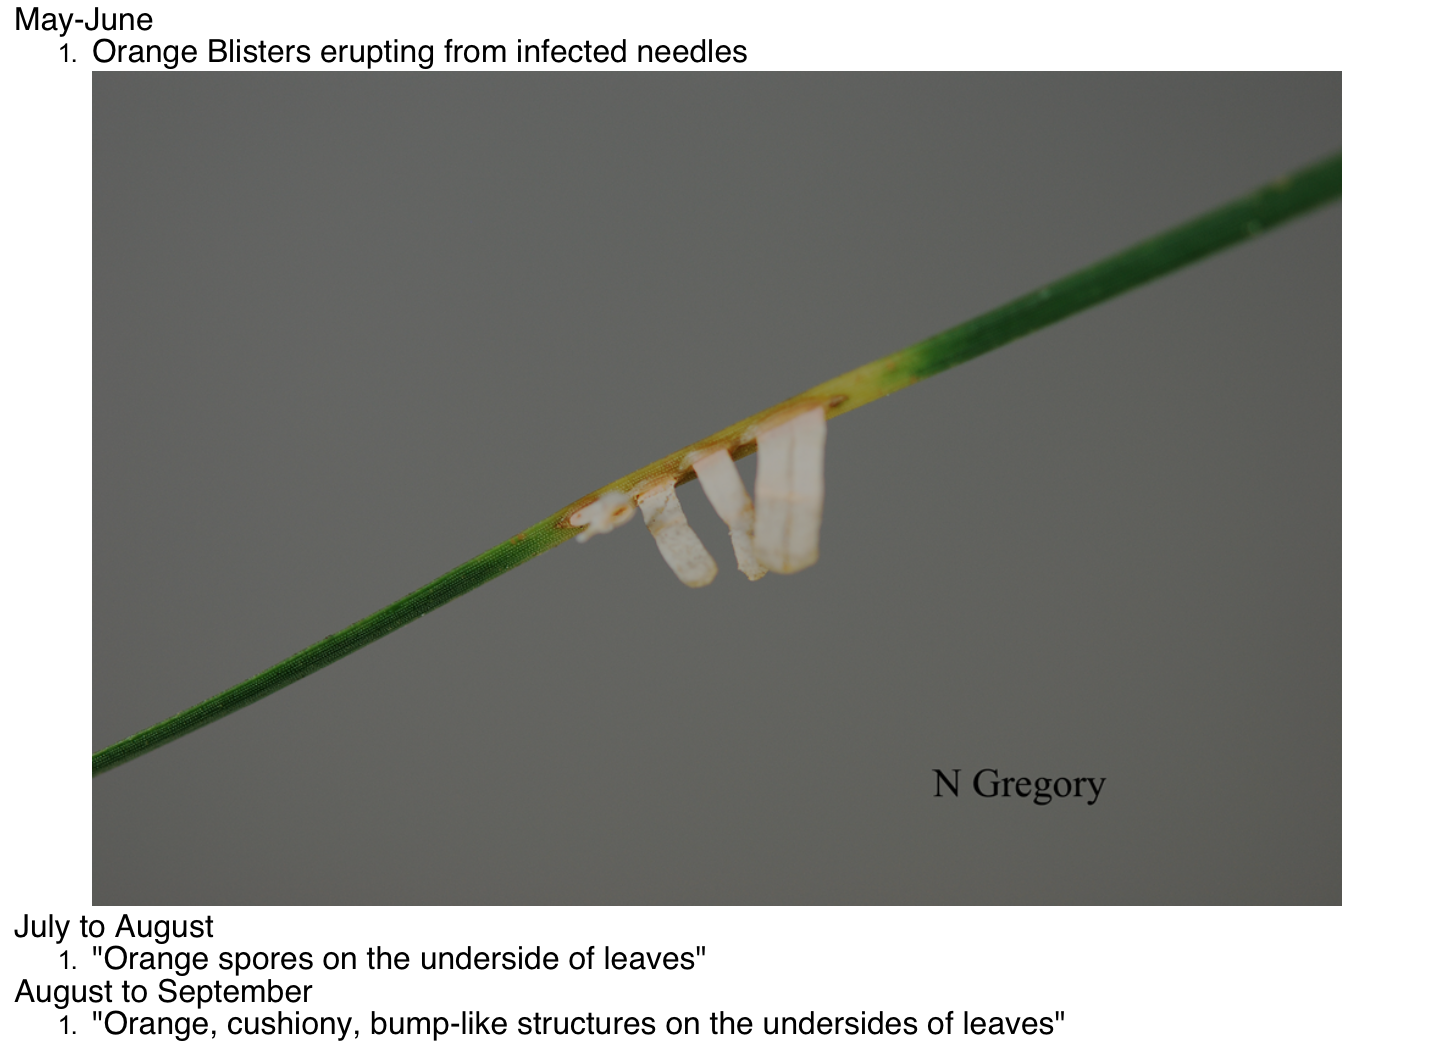 May-June
1. Orange Blisters erupting from infected needles
N Gregory
July to August
1. "Orange spores on the underside of leaves"
August to September
1. "Orange, cushiony, bump-like structures on the undersides of leaves"